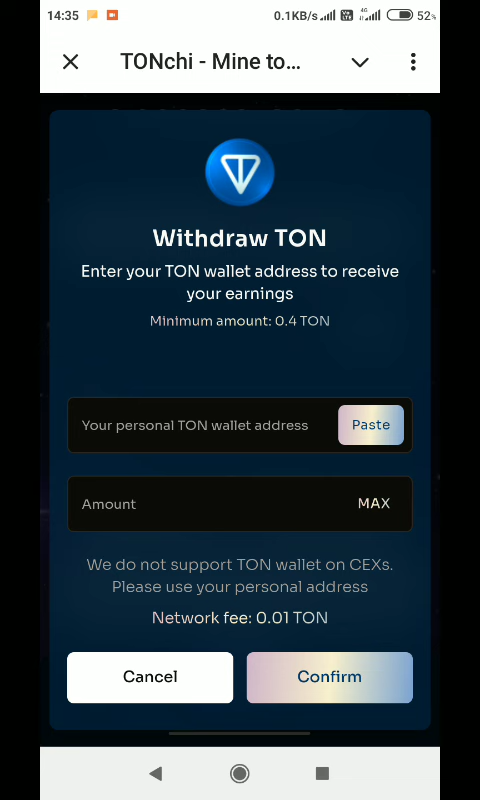 14:35 0.1KB/s 4G 52%
TONchi - Mine to...
Withdraw TON
Enter your TON wallet address to receive
your earnings
Minimum amount: 0.4 TON
Your personal TON wallet address Paste
Amount MAX
We do not support TON wallet on CEXs.
Please use your personal address
Network fee: 0.01 TON
Cancel Confirm